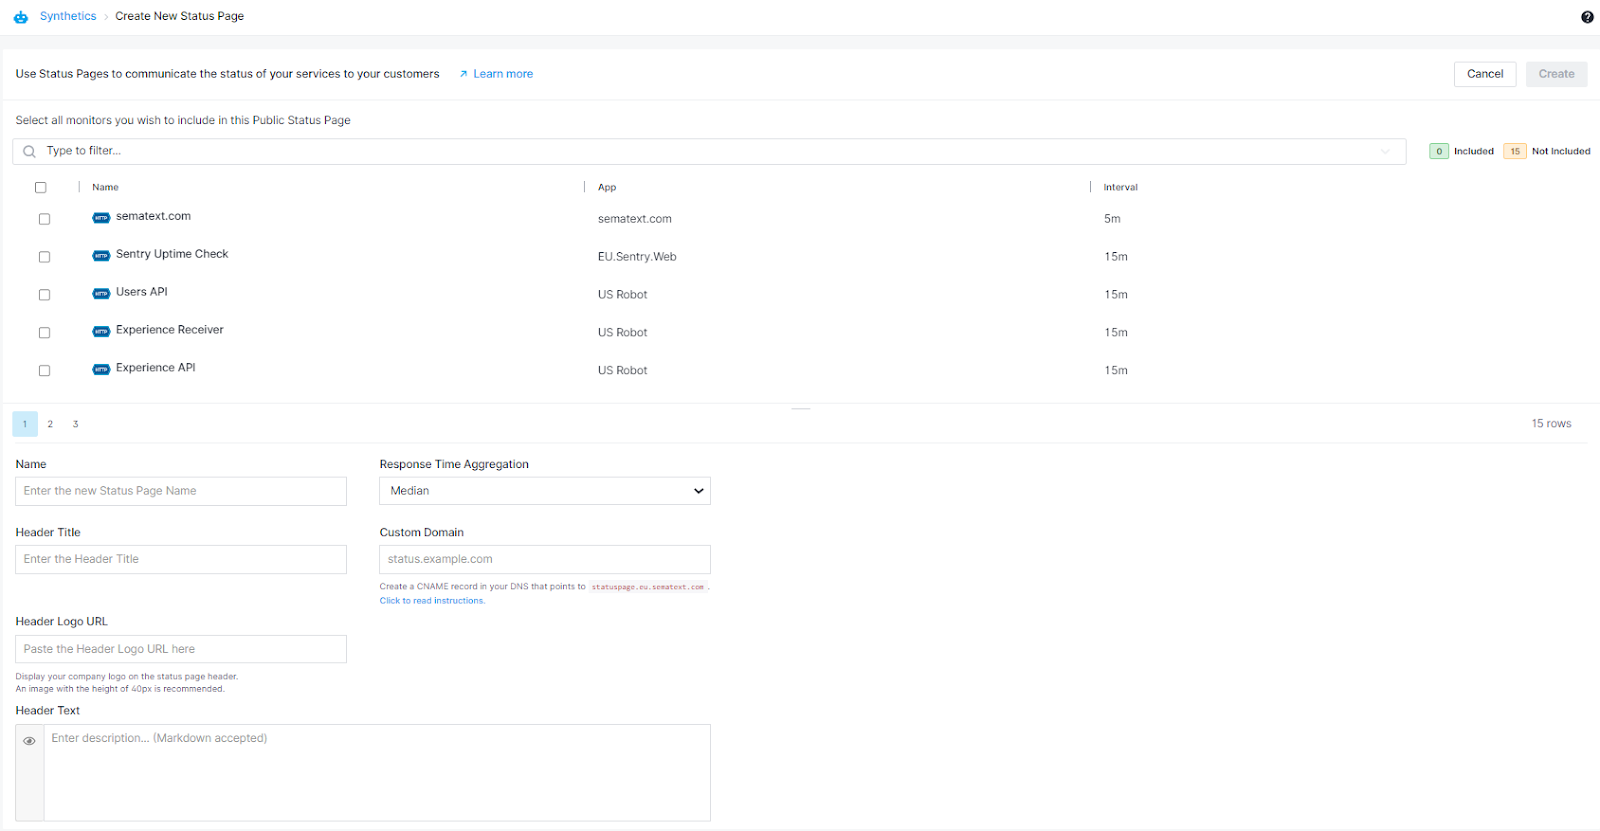 Synthetics > Create New Status Page
Use Status Pages to communicate the status of your services to your customers Learn more Cancel Create
Select all monitors you wish to include in this Public Status Page
Type to filter... 0 Included 15 Not Included
Name App Interval
HTTP sematext.com sematext.com 5m
HTTP Sentry Uptime Check EU.Sentry.Web 15m
HTTP Users API US Robot 15m
HTTP Experience Receiver US Robot 15m
HTTP Experience API US Robot 15m
1 2 3 15 rows
Name Response Time Aggregation
Enter the new Status Page Name Median
Header Title Custom Domain
Enter the Header Title status.example.com
Create a CNAME record in your DNS that points to statuspage.eu.sematext.com.
Click to read instructions.
Header Logo URL
Paste the Header Logo URL here
Display your company logo on the status page header.
An image with the height of 40px is recommended.
Header Text
Enter description... (Markdown accepted)